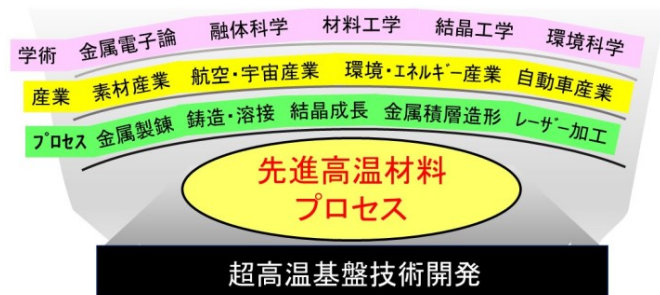 学術 金属電子論 融体科学 材料工学 結晶工学 環境科学
産業 素材産業 航空・宇宙産業 環境・エネルギー産業 自動車産業
プロセス 金属製錬 鋳造・溶接 結晶成長 金属積層造形 レーザー加工
先進高温材料
プロセス
超高温基盤技術開発